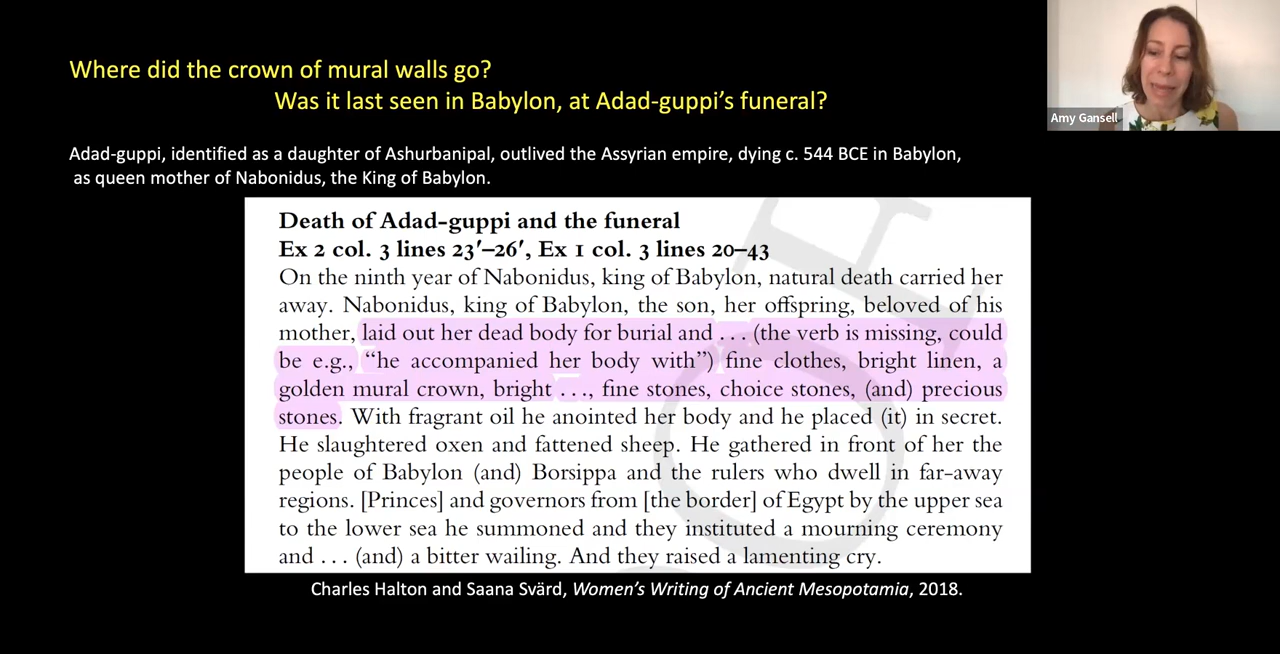 Where did the crown of mural walls go?
Was it last seen in Babylon, at Adad-guppi's funeral?
Amy Gansell
Adad-guppi, identified as a daughter of Ashurbanipal, outlived the Assyrian empire, dying c. 544 BCE in Babylon,
as queen mother of Nabonidus, the King of Babylon.
Death of Adad-guppi and the funeral
Ex 2 col. 3 lines 23′–26′, Ex 1 col. 3 lines 20–43
On the ninth year of Nabonidus, king of Babylon, natural death carried her
away. Nabonidus, king of Babylon, the son, her offspring, beloved of his
mother, laid out her dead body for burial and . . . (the verb is missing, could
be e.g., “he accompanied her body with”) fine clothes, bright linen, a
golden mural crown, bright . . ., fine stones, choice stones, (and) precious
stones. With fragrant oil he anointed her body and he placed (it) in secret.
He slaughtered oxen and fattened sheep. He gathered in front of her the
people of Babylon (and) Borsippa and the rulers who dwell in far-away
regions. [Princes] and governors from [the border] of Egypt by the upper sea
to the lower sea he summoned and they instituted a mourning ceremony
and . . . (and) a bitter wailing. And they raised a lamenting cry.
Charles Halton and Saana Svärd, Women's Writing of Ancient Mesopotamia, 2018.